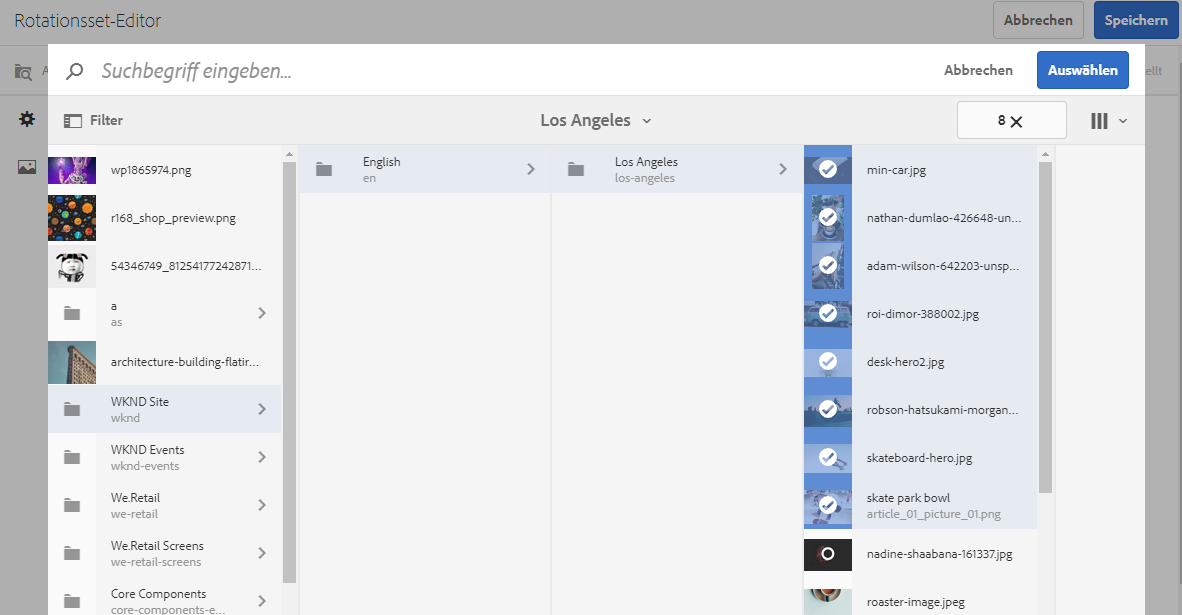 Rotationsset-Editor
Abbrechen
Speichern
Suchbegriff eingeben...
Abbrechen
Auswählen
Filter
Los Angeles
8
wp1865974.png
r168_shop_preview.png
54346749_81254177242871...
a
as
architecture-building-flatir...
WKND Site
wknd
WKND Events
wknd-events
We.Retail
we-retail
We.Retail Screens
we-retail-screens
Core Components
core-components-e...
English
en
Los Angeles
los-angeles
min-car.jpg
nathan-dumlao-426648-un...
adam-wilson-642203-unsp...
roi-dimor-388002.jpg
desk-hero2.jpg
robson-hatsukami-morgan...
skateboard-hero.jpg
skate park bowl
article_01_picture_01.png
nadine-shaabana-161337.jpg
roaster-image.jpeg